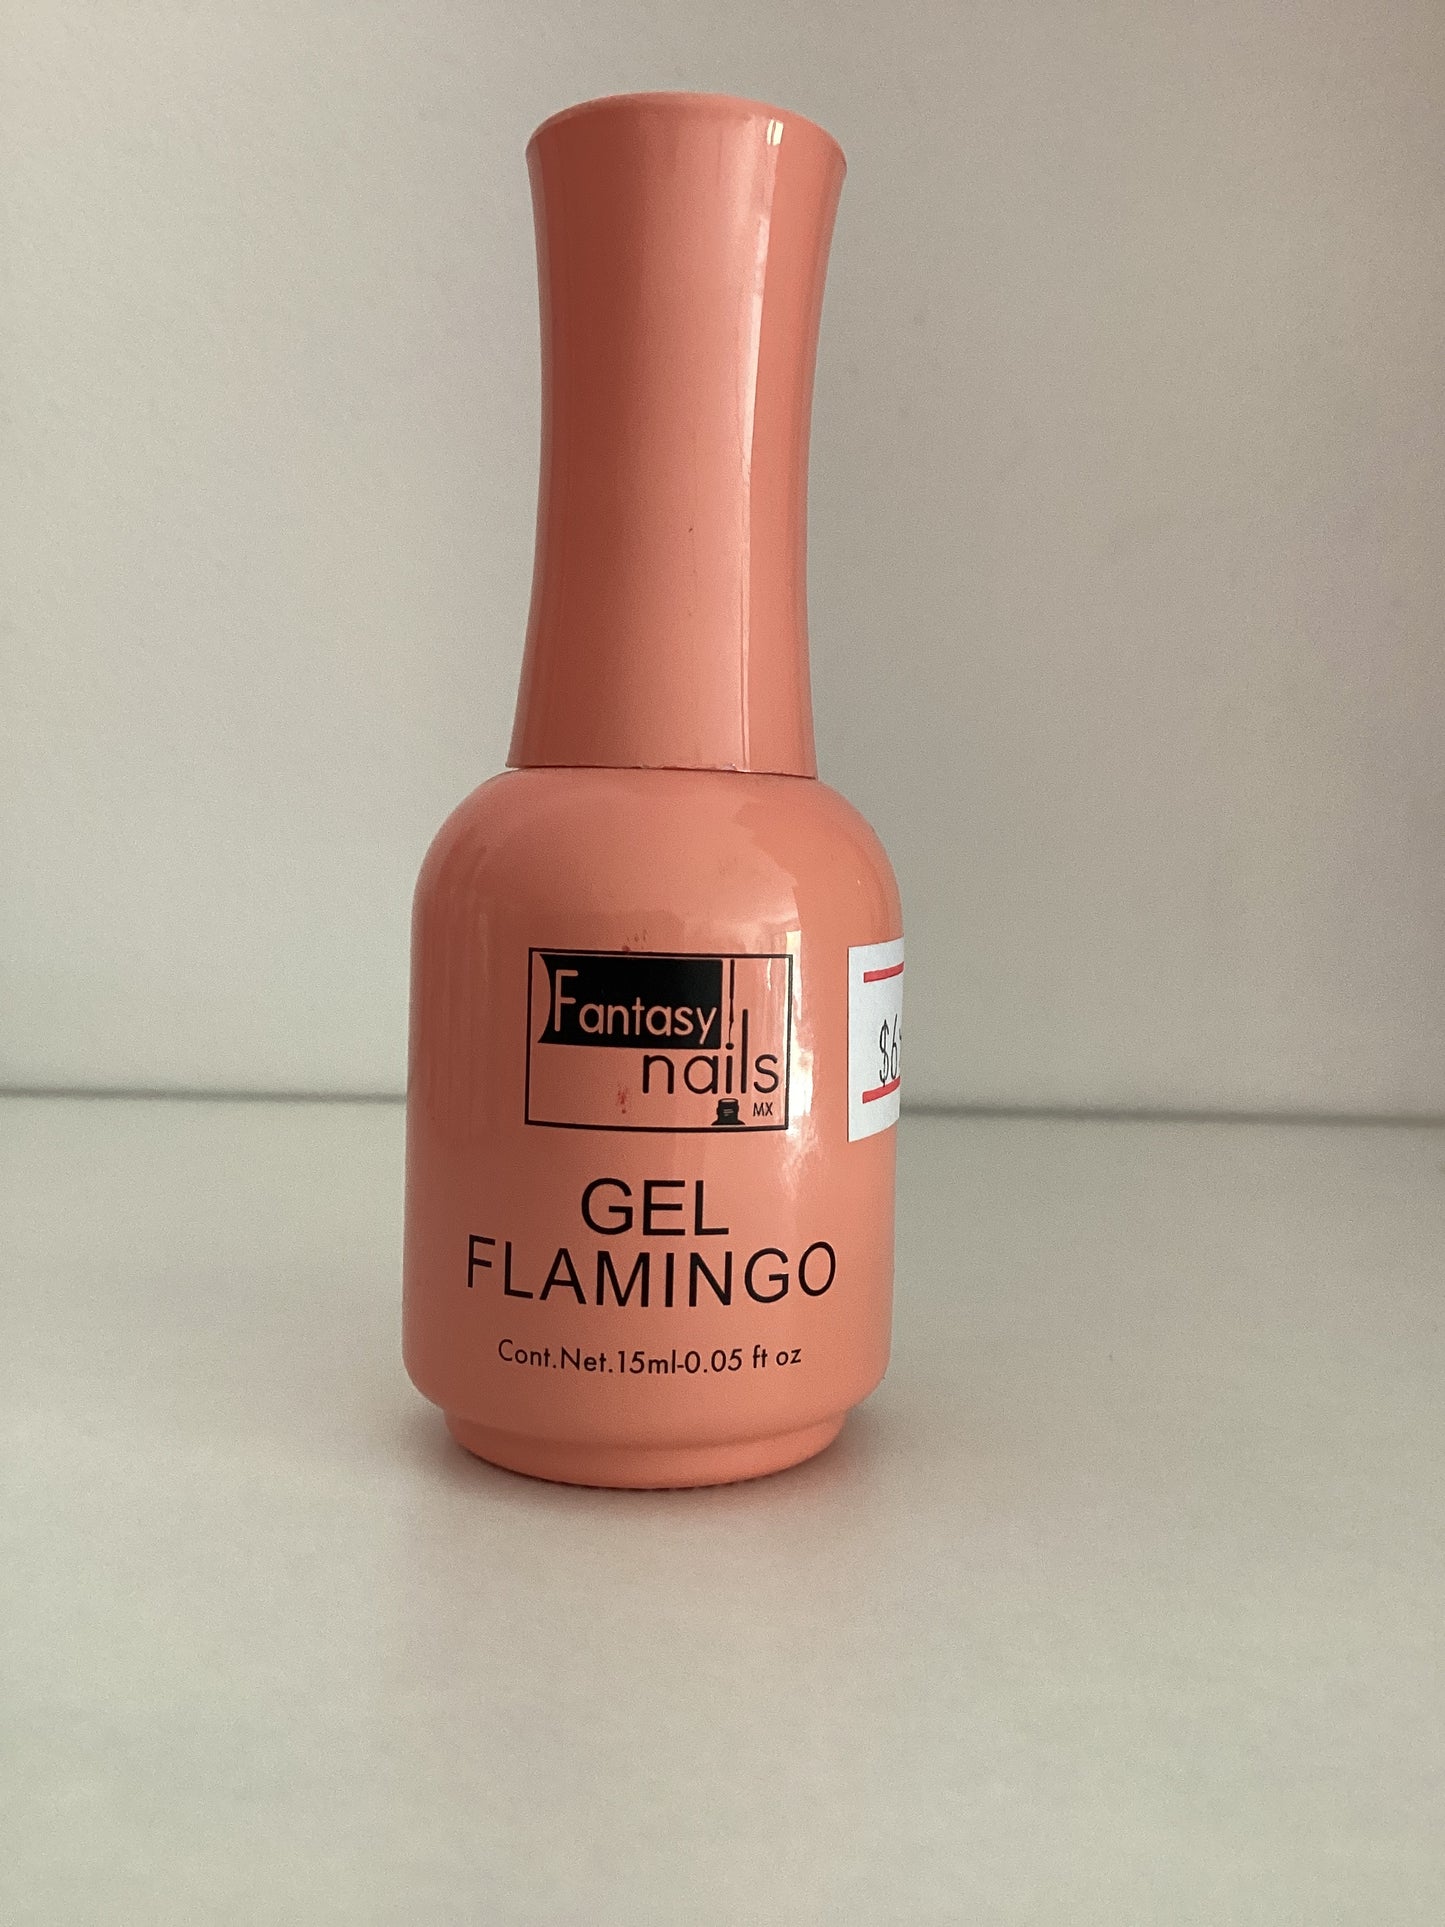 Fantasy
nails
MX
GEL
FLAMINGO
Cont.Net.15ml-0.05 ft oz